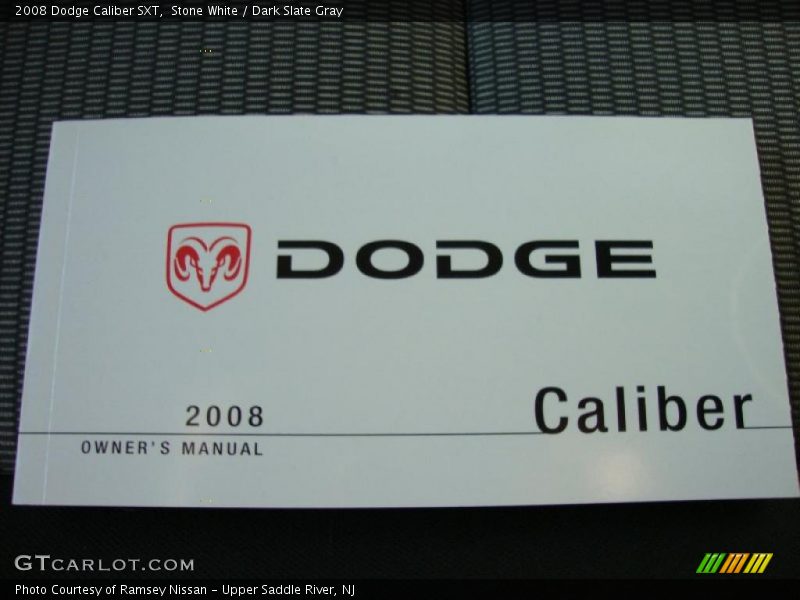 2008 Dodge Caliber SXT,  Stone White / Dark Slate Gray
DODGE
2008
Caliber
OWNER'S MANUAL
GTCARLOT.COM
Photo Courtesy of Ramsey Nissan - Upper Saddle River, NJ